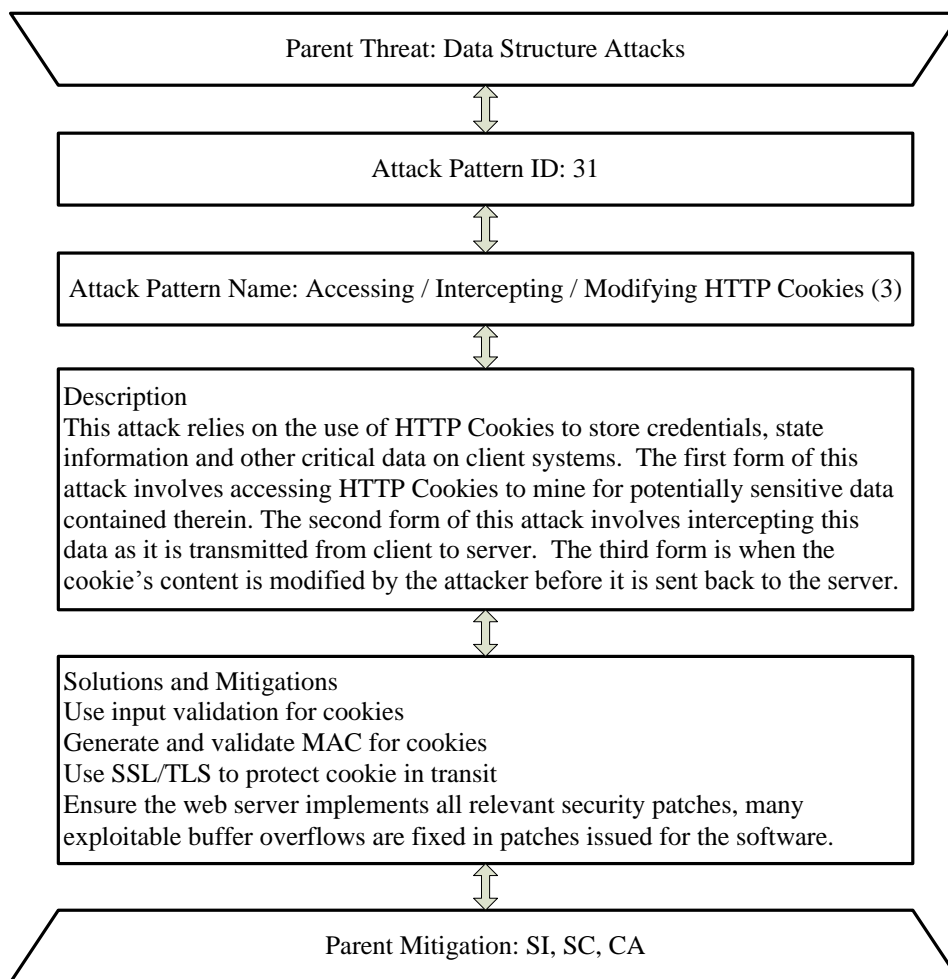 Parent Threat: Data Structure Attacks
Attack Pattern ID: 31
Attack Pattern Name: Accessing / Intercepting / Modifying HTTP Cookies (3)
Description
This attack relies on the use of HTTP Cookies to store credentials, state
information and other critical data on client systems.  The first form of this
attack involves accessing HTTP Cookies to mine for potentially sensitive data
contained therein. The second form of this attack involves intercepting this
data as it is transmitted from client to server.  The third form is when the
cookie’s content is modified by the attacker before it is sent back to the server.
Solutions and Mitigations
Use input validation for cookies
Generate and validate MAC for cookies
Use SSL/TLS to protect cookie in transit
Ensure the web server implements all relevant security patches, many
exploitable buffer overflows are fixed in patches issued for the software.
Parent Mitigation: SI, SC, CA